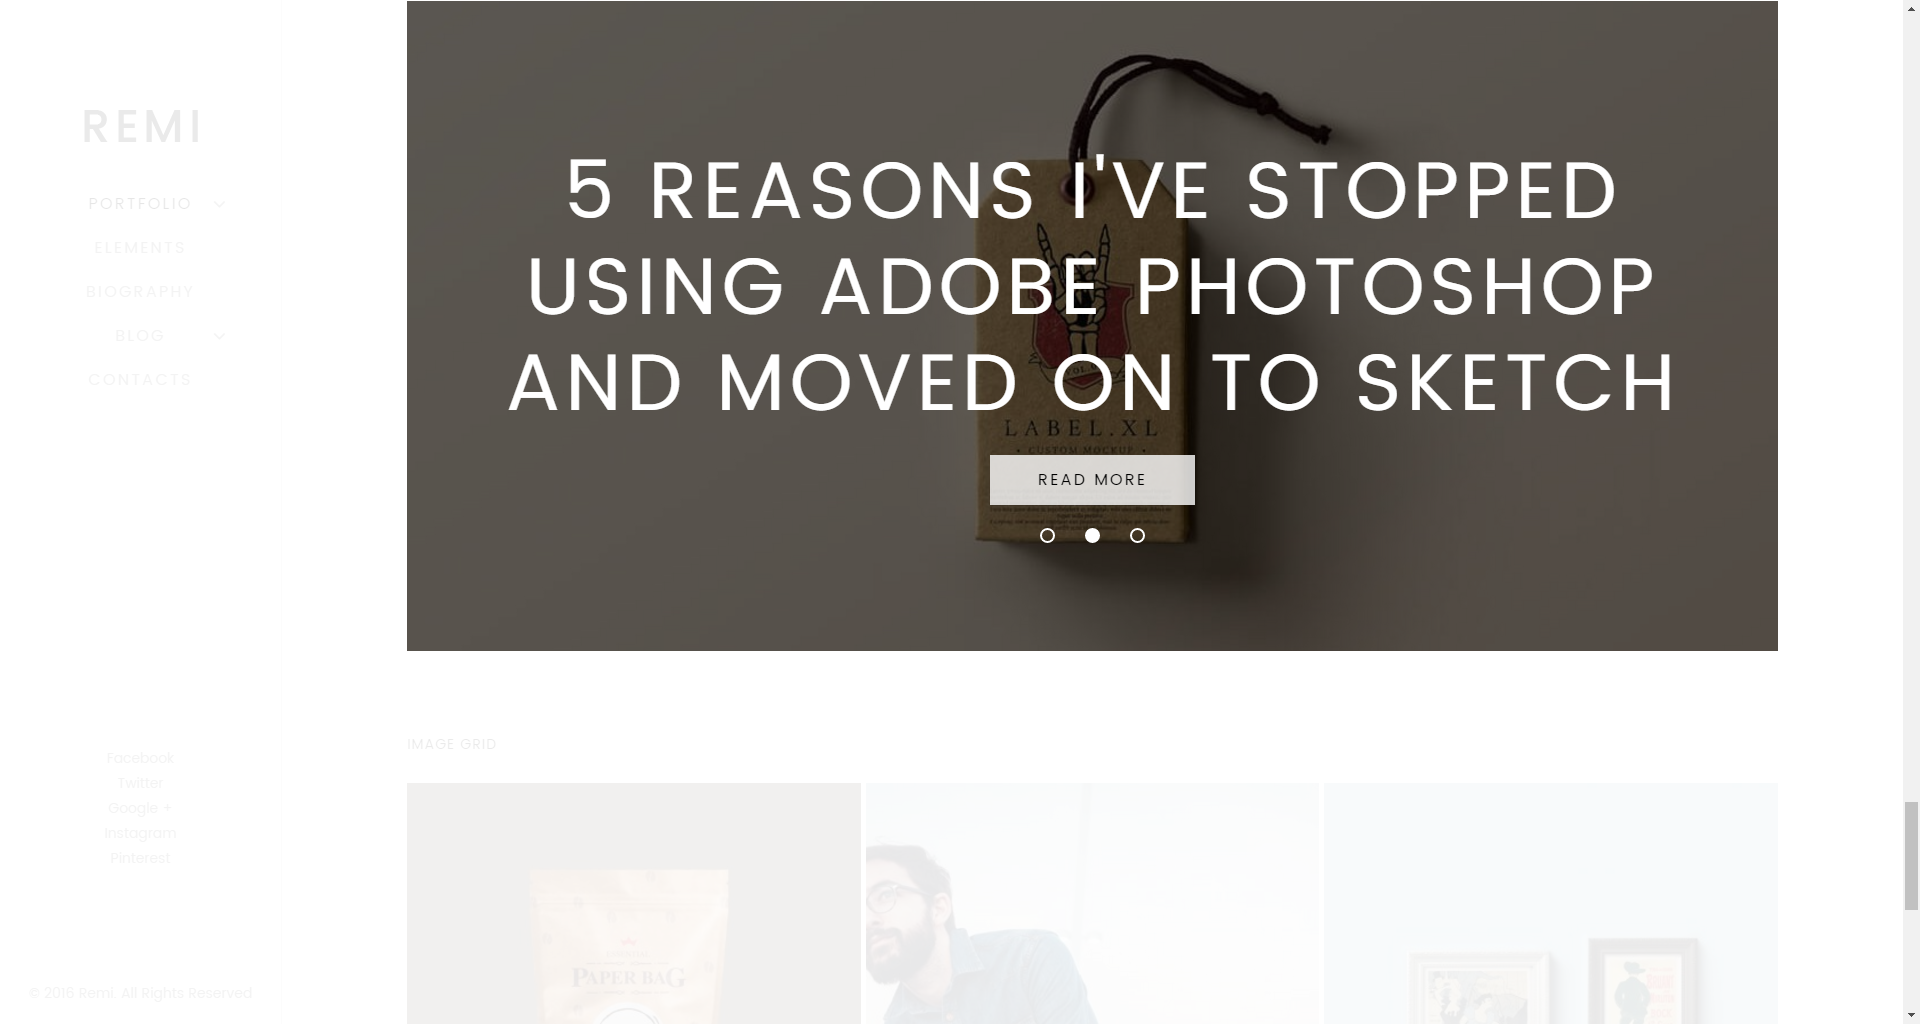 REMI
PORTFOLIO
ELEMENTS
BIOGRAPHY
BLOG
CONTACTS
Facebook
Twitter
Google +
Instagram
Pinterest
© 2016 Remi. All Rights Reserved
5 REASONS I'VE STOPPED
USING ADOBE PHOTOSHOP
AND MOVED ON TO SKETCH
LABEL.XL
• CUSTOM MOCKUP •
READ MORE
IMAGE GRID
PAPER BAG